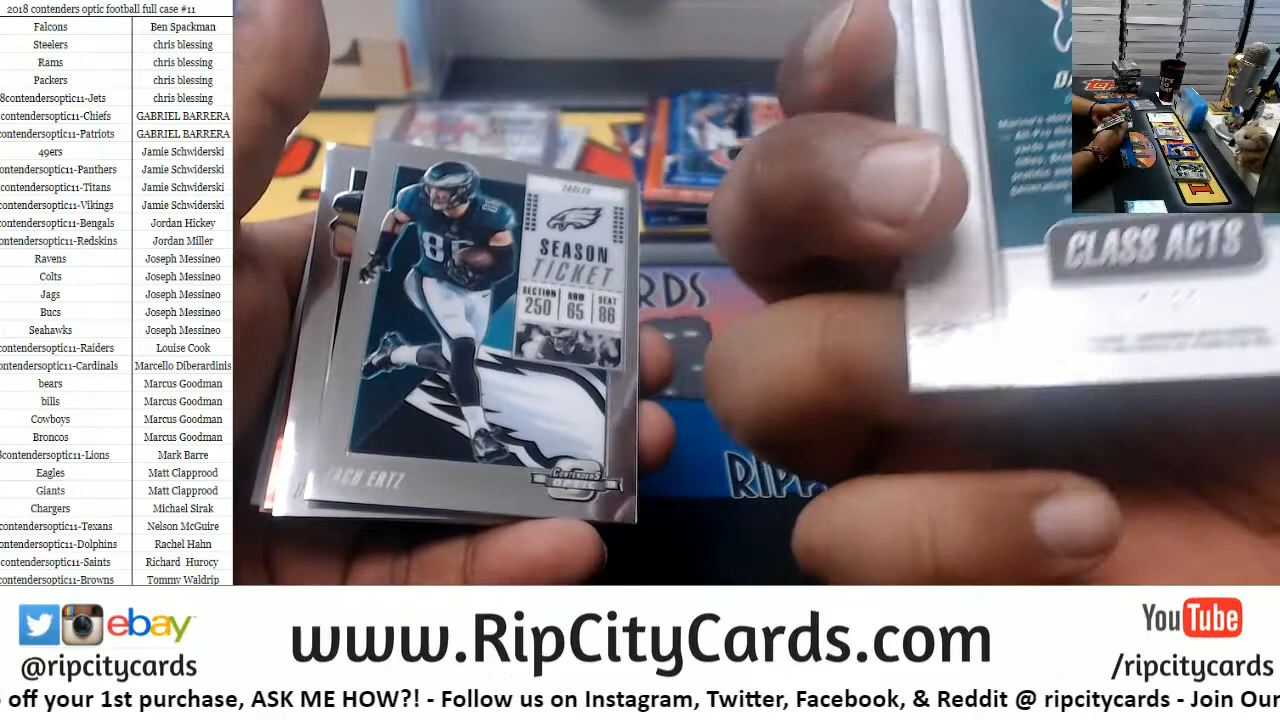 2018 contenders optic football full case #11
Falcons Ben Spackman
Steelers chris blessing
Rams chris blessing
Packers chris blessing
8contendersoptic11-Jets chris blessing
contendersoptic11-Chiefs GABRIEL BARRERA
contendersoptic11-Patriots GABRIEL BARRERA
49ers Jamie Schwiderski
contendersoptic11-Panthers Jamie Schwiderski
contendersoptic11-Titans Jamie Schwiderski
contendersoptic11-Vikings Jamie Schwiderski
contendersoptic11-Bengals Jordan Hickey
contendersoptic11-Redskins Jordan Miller
Ravens Joseph Messineo
Colts Joseph Messineo
Jags Joseph Messineo
Bucs Joseph Messineo
Seahawks Joseph Messineo
contendersoptic11-Raiders Louise Cook
contendersoptic11-Cardinals Marcello Diberardinis
bears Marcus Goodman
bills Marcus Goodman
Cowboys Marcus Goodman
Broncos Marcus Goodman
contendersoptic11-Lions Mark Barre
Eagles Matt Clapprood
Giants Matt Clapprood
Chargers Michael Sirak
contendersoptic11-Texans Nelson McGuire
contendersoptic11-Dolphins Rachel Hahn
contendersoptic11-Saints Richard Hurocy
contendersoptic11-Browns Tommy Waldrip
EAGLES
SEASON
TICKET
SECTION ROW SEAT
250 65 86
86
ZACH ERTZ
CONTENDERS
OPTIC
CLASS ACTS
RDS
RIPP
ebay
@ripcitycards
www.RipCityCards.com
YouTube
/ripcitycards
off your 1st purchase, ASK ME HOW?! - Follow us on Instagram, Twitter, Facebook, & Reddit @ ripcitycards - Join Our